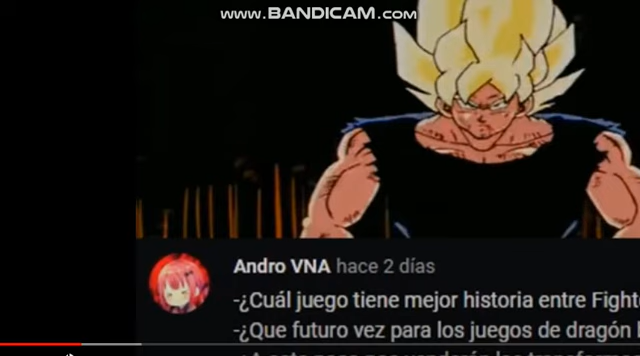 www.BANDICAM.com
Andro VNA hace 2 días
-¿Cuál juego tiene mejor historia entre Fight
-¿Que futuro vez para los juegos de dragón